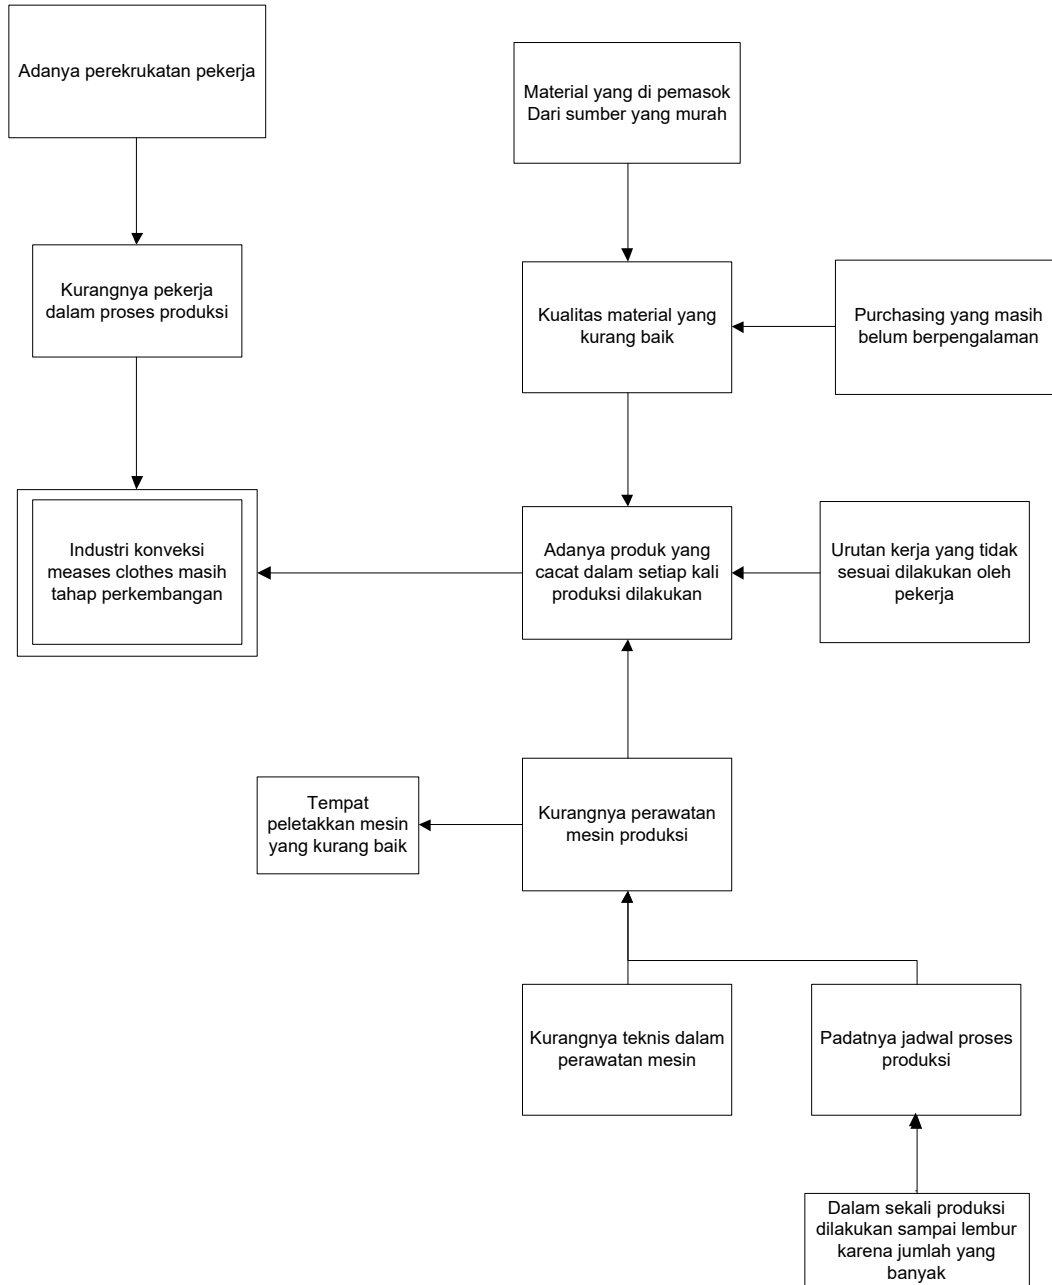 Adanya perekrukatan pekerja
Material yang di pemasok
Dari sumber yang murah
Kurangnya pekerja
dalam proses produksi
Kualitas material yang
kurang baik
Purchasing yang masih
belum berpengalaman
Industri konveksi
meases clothes masih
tahap perkembangan
Adanya produk yang
cacat dalam setiap kali
produksi dilakukan
Urutan kerja yang tidak
sesuai dilakukan oleh
pekerja
Tempat
peletakkan mesin
yang kurang baik
Kurangnya perawatan
mesin produksi
Kurangnya teknis dalam
perawatan mesin
Padatnya jadwal proses
produksi
Dalam sekali produksi
dilakukan sampai lembur
karena jumlah yang
banyak